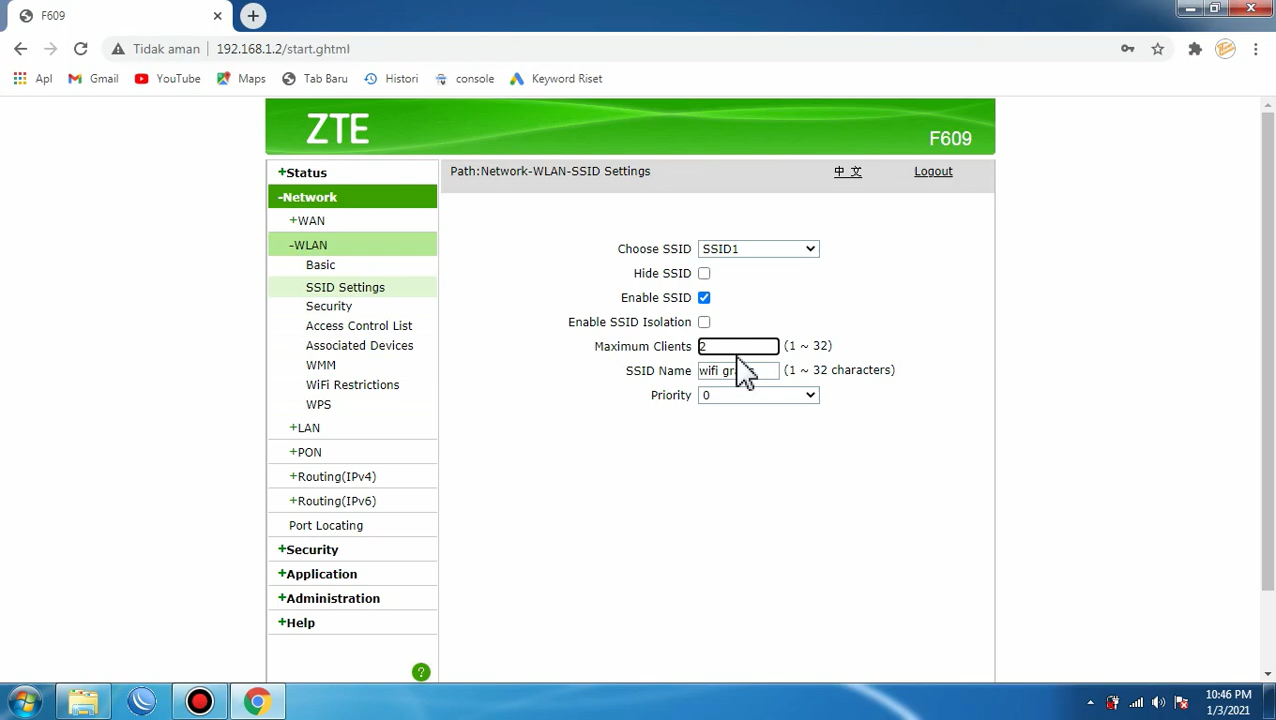 F609
Tidak aman 192.168.1.2/start.ghtml
Apl Gmail YouTube Maps Tab Baru Histori console Keyword Riset
ZTE
F609
+Status
Path:Network-WLAN-SSID Settings 中 文 Logout
-Network
+WAN
-WLAN
Basic
SSID Settings
Security
Access Control List
Associated Devices
WMM
WiFi Restrictions
WPS
+LAN
+PON
+Routing(IPv4)
+Routing(IPv6)
Port Locating
+Security
+Application
+Administration
+Help
Choose SSID SSID1
Hide SSID
Enable SSID
Enable SSID Isolation
Maximum Clients 2 (1 ~ 32)
SSID Name wifi (1 ~ 32 characters)
Priority 0
?
10:46 PM
1/3/2021